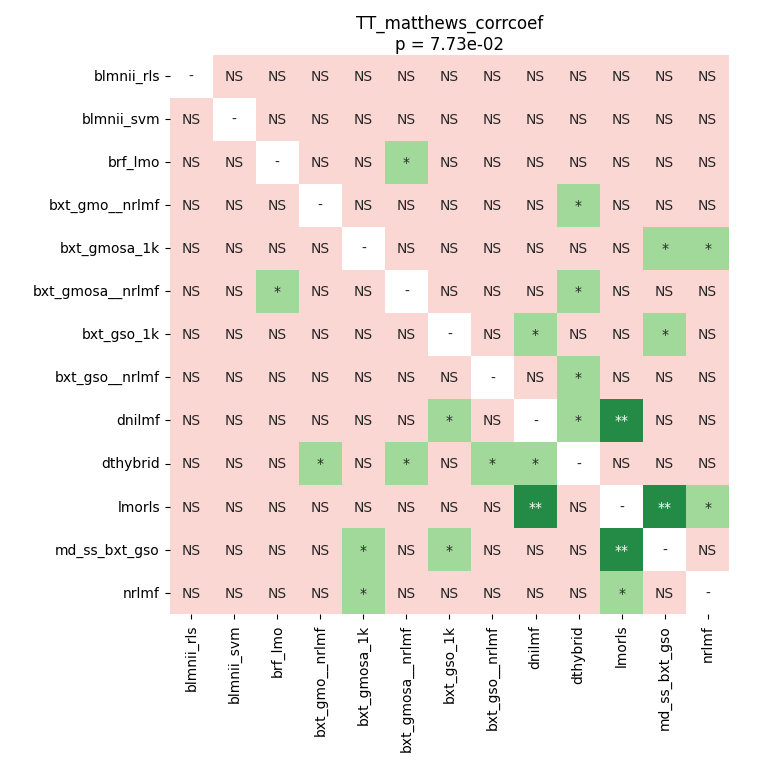 TT_matthews_corrcoef
p = 7.73e-02
blmnii_rls - NS NS NS NS NS NS NS NS NS NS NS NS
blmnii_svm NS - NS NS NS NS NS NS NS NS NS NS NS
brf_lmo NS NS - NS NS * NS NS NS NS NS NS NS
bxt_gmo__nrlmf NS NS NS - NS NS NS NS NS * NS NS NS
bxt_gmosa_1k NS NS NS NS - NS NS NS NS NS NS * *
bxt_gmosa__nrlmf NS NS * NS NS - NS NS NS * NS NS NS
bxt_gso_1k NS NS NS NS NS NS - NS * NS NS * NS
bxt_gso__nrlmf NS NS NS NS NS NS NS - NS * NS NS NS
dnilmf NS NS NS NS NS NS * NS - * ** NS NS
dthybrid NS NS NS * NS * NS * * - NS NS NS
lmorls NS NS NS NS NS NS NS NS ** NS - ** *
md_ss_bxt_gso NS NS NS NS * NS * NS NS NS ** - NS
nrlmf NS NS NS NS * NS NS NS NS NS * NS -
blmnii_rls
blmnii_svm
brf_lmo
bxt_gmo__nrlmf
bxt_gmosa_1k
bxt_gmosa__nrlmf
bxt_gso_1k
bxt_gso__nrlmf
dnilmf
dthybrid
lmorls
md_ss_bxt_gso
nrlmf